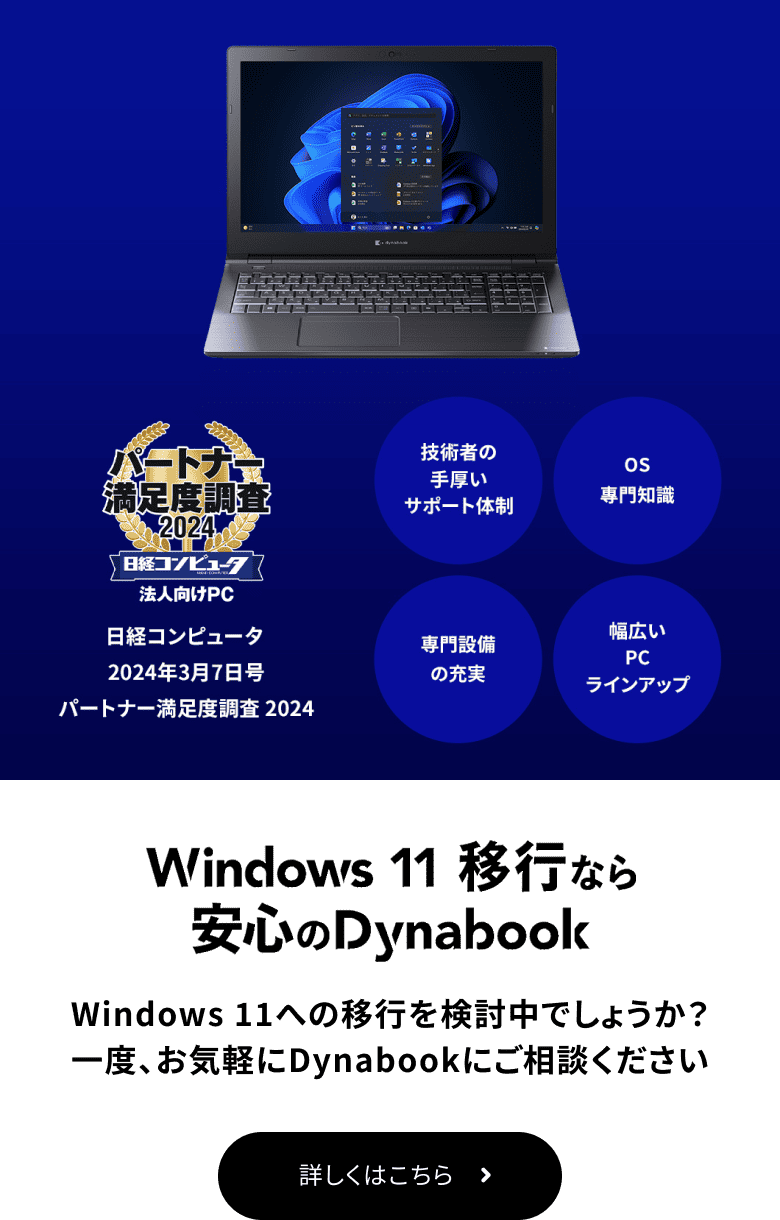 dynabook
パートナー
満足度調査
2024
日経コンピュータ
法人向けPC
日経コンピュータ
2024年3月7日号
パートナー満足度調査 2024
技術者の
手厚い
サポート体制
OS
専門知識
専門設備
の充実
幅広い
PC
ラインアップ
Windows 11 移行なら
安心のDynabook
Windows 11への移行を検討中でしょうか？
一度、お気軽にDynabookにご相談ください
詳しくはこちら